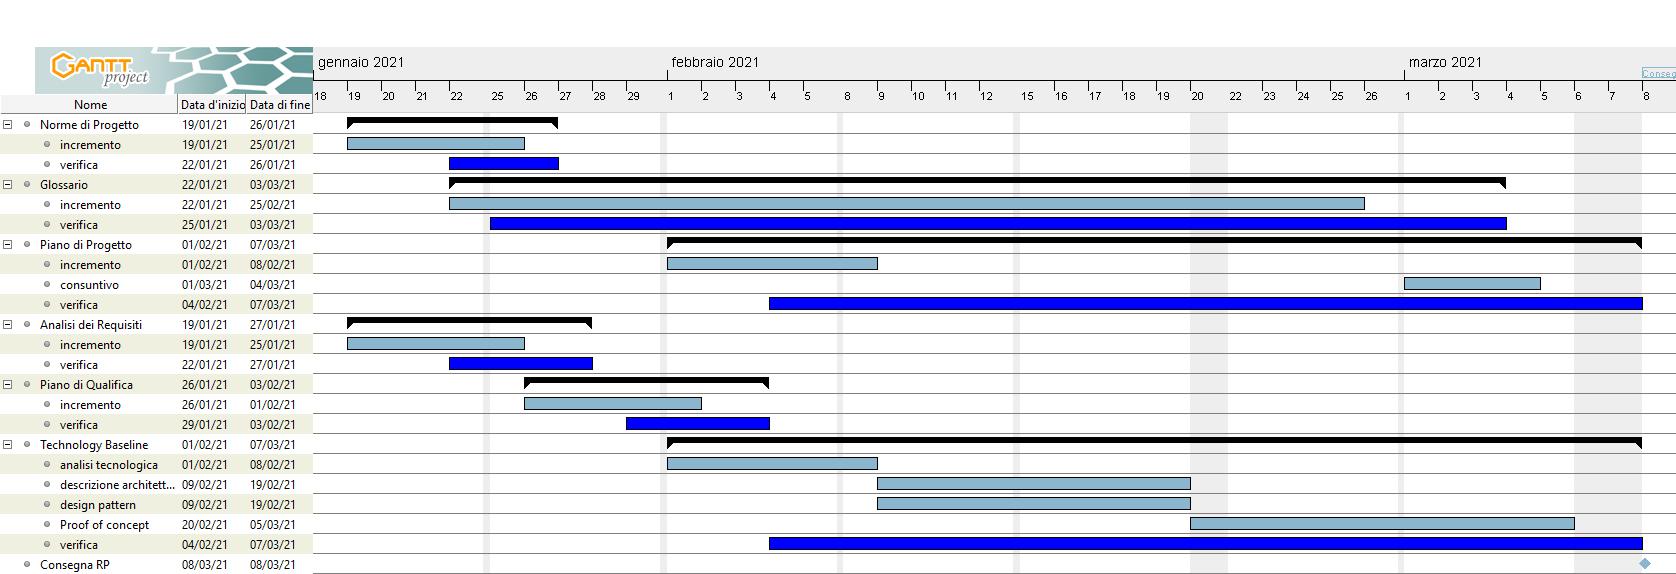 GANTT
project
gennaio 2021 febbraio 2021 marzo 2021
Conseg
Nome Data d'inizio Data di fine 18 19 20 21 22 25 26 27 28 29 1 2 3 4 5 8 9 10 11 12 15 16 17 18 19 20 22 23 24 25 26 1 2 3 4 5 6 7 8
Norme di Progetto 19/01/21 26/01/21
incremento 19/01/21 25/01/21
verifica 22/01/21 26/01/21
Glossario 22/01/21 03/03/21
incremento 22/01/21 25/02/21
verifica 25/01/21 03/03/21
Piano di Progetto 01/02/21 07/03/21
incremento 01/02/21 08/02/21
consuntivo 01/03/21 04/03/21
verifica 04/02/21 07/03/21
Analisi dei Requisiti 19/01/21 27/01/21
incremento 19/01/21 25/01/21
verifica 22/01/21 27/01/21
Piano di Qualifica 26/01/21 03/02/21
incremento 26/01/21 01/02/21
verifica 29/01/21 03/02/21
Technology Baseline 01/02/21 07/03/21
analisi tecnologica 01/02/21 08/02/21
descrizione architett... 09/02/21 19/02/21
design pattern 09/02/21 19/02/21
Proof of concept 20/02/21 05/03/21
verifica 04/02/21 07/03/21
Consegna RP 08/03/21 08/03/21